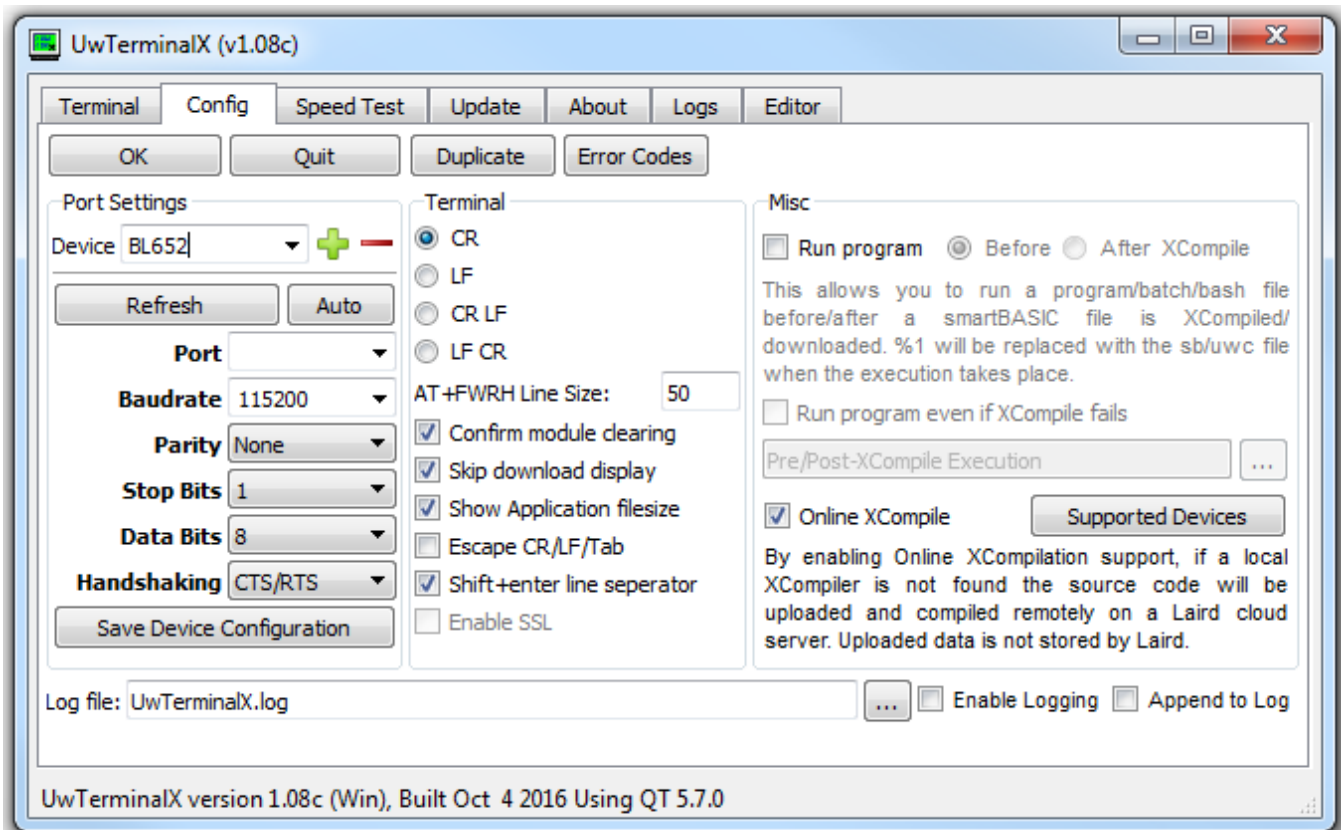 UwTerminalX (v1.08c)
Terminal Config Speed Test Update About Logs Editor
OK Quit Duplicate Error Codes
Port Settings
Device BL652
Refresh Auto
Port
Baudrate 115200
Parity None
Stop Bits 1
Data Bits 8
Handshaking CTS/RTS
Save Device Configuration
Terminal
CR
LF
CR LF
LF CR
AT+FWRH Line Size: 50
Confirm module clearing
Skip download display
Show Application filesize
Escape CR/LF/Tab
Shift+enter line seperator
Enable SSL
Misc
Run program Before After XCompile
This allows you to run a program/batch/bash file
before/after a smartBASIC file is XCompiled/
downloaded. %1 will be replaced with the sb/uwc file
when the execution takes place.
Run program even if XCompile fails
Pre/Post-XCompile Execution ...
Online XCompile Supported Devices
By enabling Online XCompilation support, if a local
XCompiler is not found the source code will be
uploaded and compiled remotely on a Laird cloud
server. Uploaded data is not stored by Laird.
Log file: UwTerminalX.log ... Enable Logging Append to Log
UwTerminalX version 1.08c (Win), Built Oct  4 2016 Using QT 5.7.0